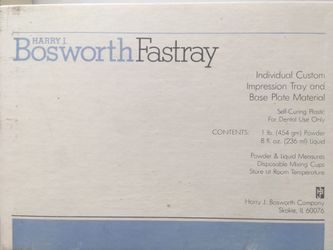 HARRY J.
Bosworth Fastray
Individual Custom
Impression Tray and
Base Plate Material
Self-Curing Plastic
For Dental Use Only
CONTENTS: 1 lb. (454 gm) Powder
8 fl. oz. (236 ml) Liquid
Powder & Liquid Measures
Disposable Mixing Cups
Store at Room Temperature
Harry J. Bosworth Company
Skokie, IL 60076